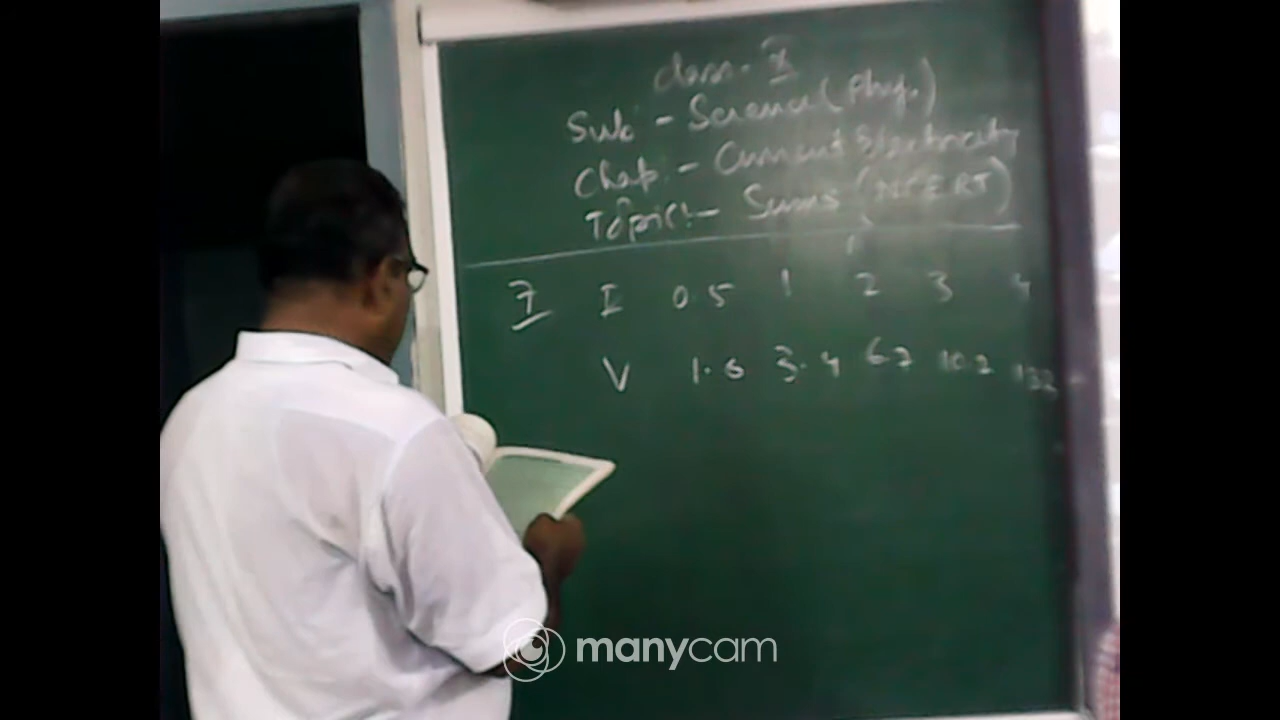 class - X
Sub - Science (Phy.)
Chap - Current Electricity
Topic:- Sums (NCERT)
7 I 0.5 1 2 3 4
V 1.6 3.4 6.7 10.2
manycam